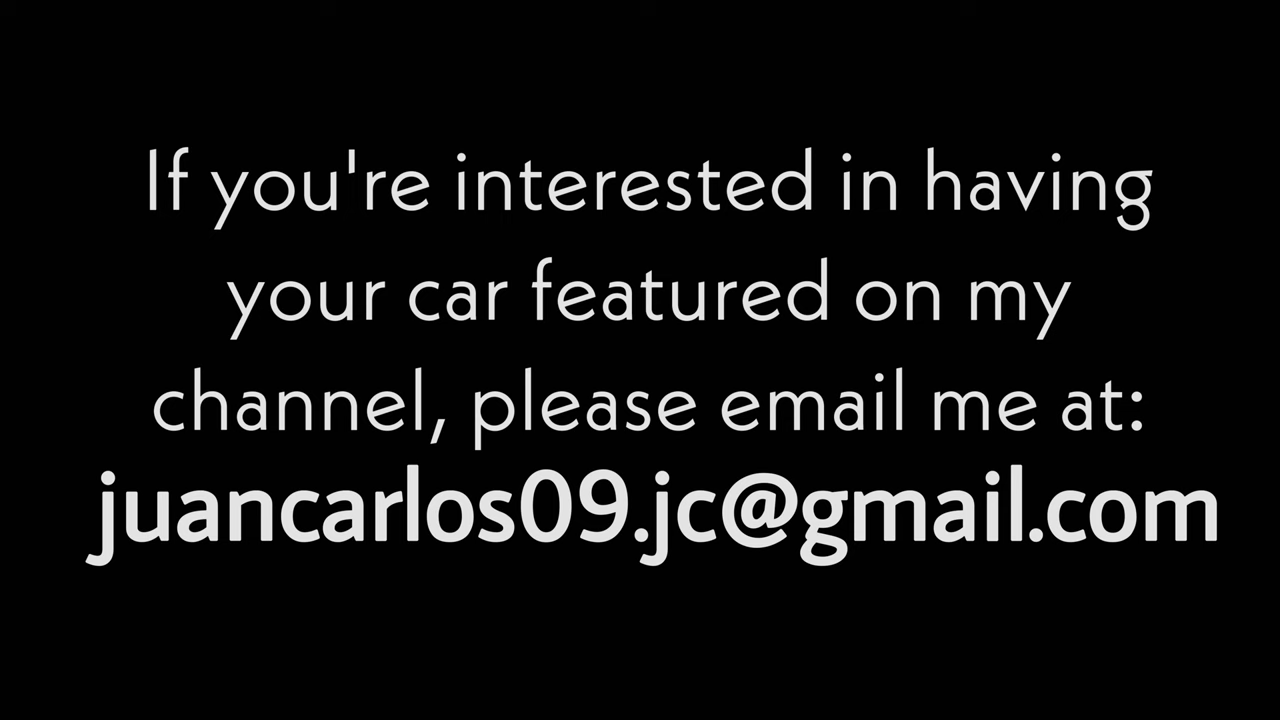 If you're interested in having
your car featured on my
channel, please email me at:
juancarlos09.jc@gmail.com